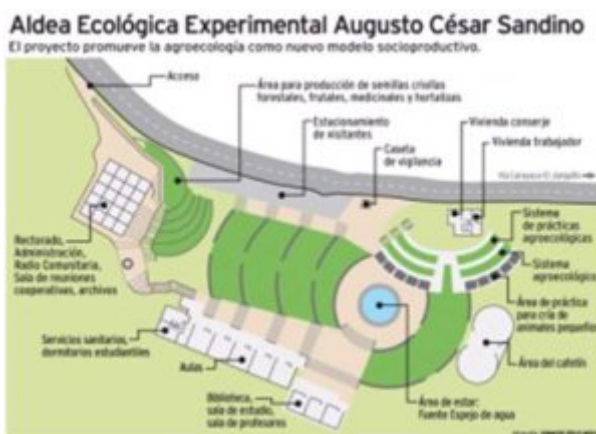 Aldea Ecológica Experimental Augusto César Sandino
El proyecto promueve la agroecología como nuevo modelo socioproductivo.
Acceso
Área para producción de semillas criollas
forestales, frutales, medicinales y hortalizas
Estacionamiento
de visitantes
Caseta
de vigilancia
Vivienda conserje
Vivienda trabajador
Sistema
de prácticas
agroecológicas
Sistema
agroecológico
Área de práctica
para cría de
animales pequeños
Área del cafetín
Rectorado,
Administración,
Radio Comunitaria,
Sala de reuniones
cooperativas, archivos
Servicios sanitarios,
dormitorios estudiantiles
Aulas
Biblioteca,
sala de estudio,
sala de profesores
Área de estar:
Fuente Espejo de agua